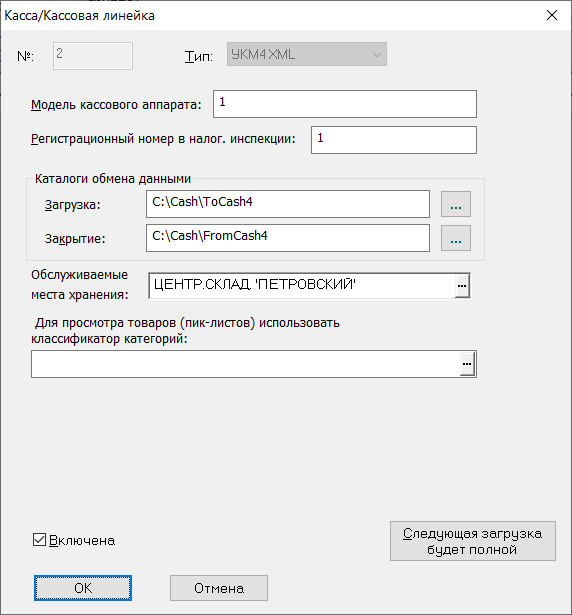 Касса/Кассовая линейка
№: 2 Тип: УКМ4 XML
Модель кассового аппарата: 1
Регистрационный номер в налог. инспекции: 1
Каталоги обмена данными
Загрузка: C:\Cash\ToCash4 ...
Закрытие: C:\Cash\FromCash4 ...
Обслуживаемые
места хранения: ЦЕНТР.СКЛАД 'ПЕТРОВСКИЙ' ...
Для просмотра товаров (пик-листов) использовать
классификатор категорий:
...
Включена
Следующая загрузка
будет полной
OK Отмена